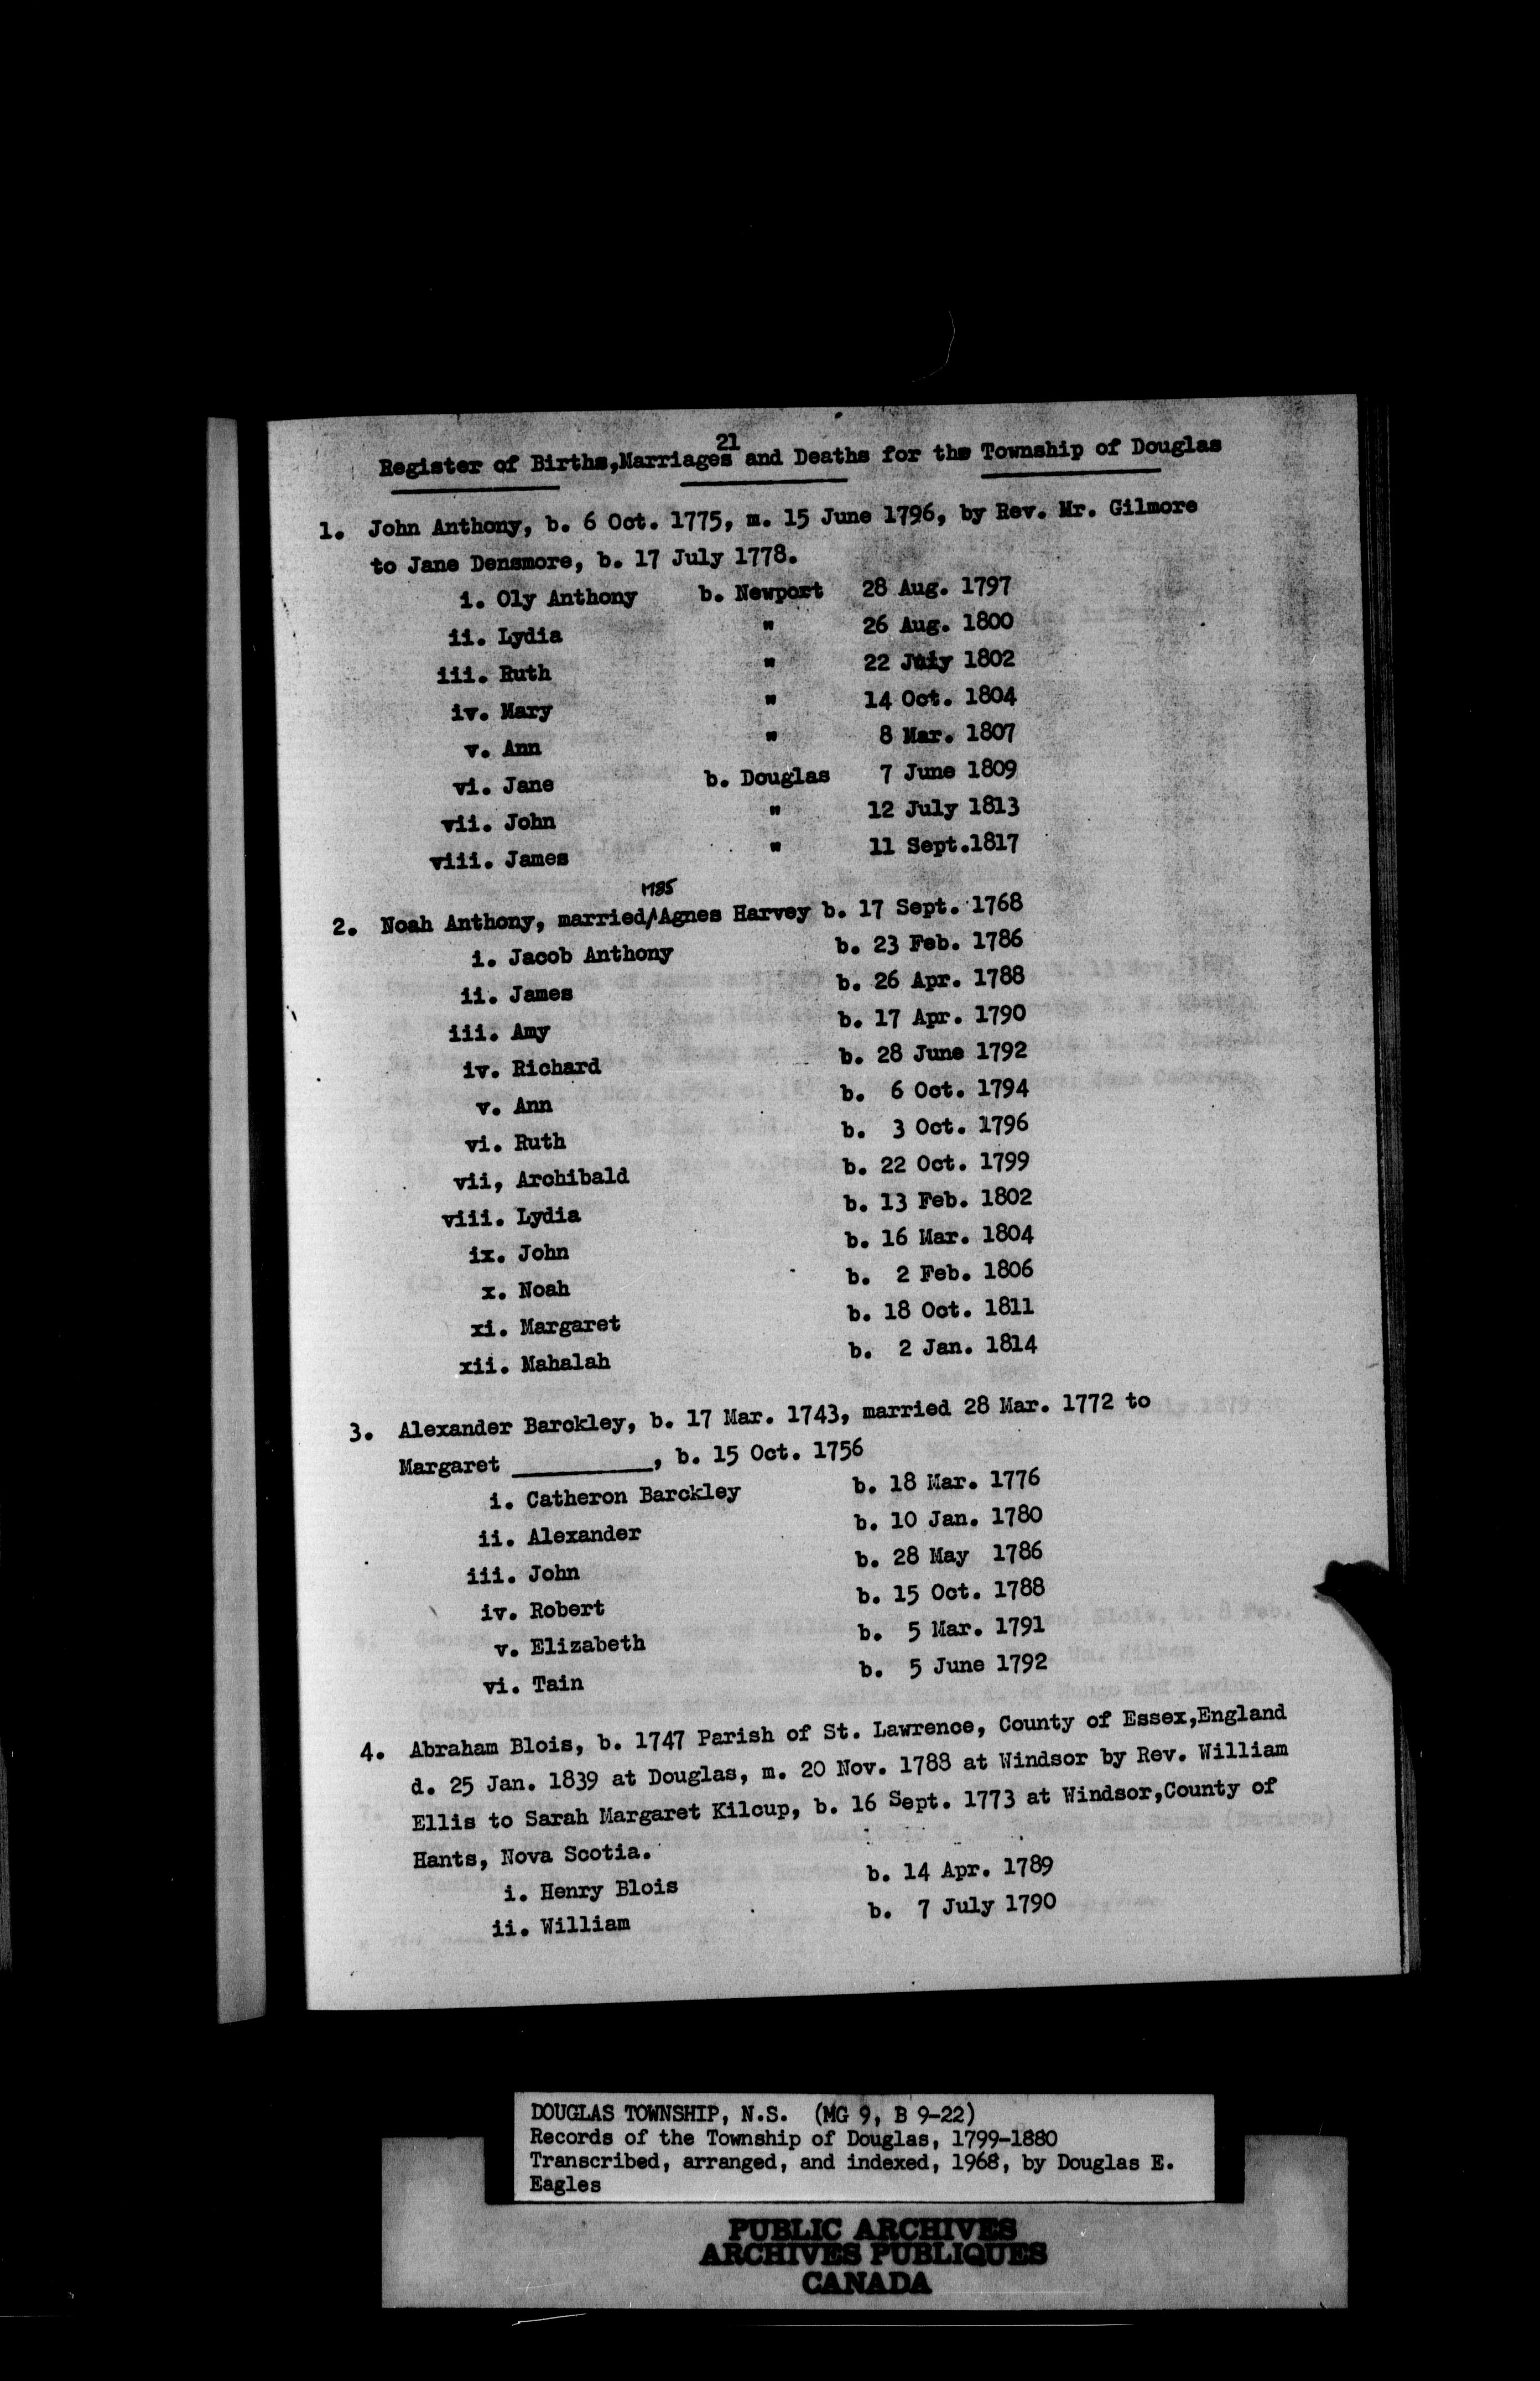 21
Register of Births,Marriages and Deaths for the Township of Douglas
1. John Anthony, b. 6 Oct. 1775, m. 15 June 1796, by Rev. Mr. Gilmore
to Jane Densmore, b. 17 July 1778.
i. Oly Anthony b. Newport 28 Aug. 1797
ii. Lydia " 26 Aug. 1800
iii. Ruth " 22 July 1802
iv. Mary " 14 Oct. 1804
v. Ann " 8 Mar. 1807
vi. Jane b. Douglas 7 June 1809
vii. John " 12 July 1813
viii. James " 11 Sept.1817
1785
2. Noah Anthony, married/^Agnes Harvey b. 17 Sept. 1768
i. Jacob Anthony b. 23 Feb. 1786
ii. James b. 26 Apr. 1788
iii. Amy b. 17 Apr. 1790
iv. Richard b. 28 June 1792
v. Ann b. 6 Oct. 1794
vi. Ruth b. 3 Oct. 1796
vii, Archibald b. 22 Oct. 1799
viii. Lydia b. 13 Feb. 1802
ix. John b. 16 Mar. 1804
x. Noah b. 2 Feb. 1806
xi. Margaret b. 18 Oct. 1811
xii. Mahalah b. 2 Jan. 1814
3. Alexander Barckley, b. 17 Mar. 1743, married 28 Mar. 1772 to
Margaret __________, b. 15 Oct. 1756
i. Catheron Barckley b. 18 Mar. 1776
ii. Alexander b. 10 Jan. 1780
iii. John b. 28 May 1786
iv. Robert b. 15 Oct. 1788
v. Elizabeth b. 5 Mar. 1791
vi. Tain b. 5 June 1792
4. Abraham Blois, b. 1747 Parish of St. Lawrence, County of Essex,England
d. 25 Jan. 1839 at Douglas, m. 20 Nov. 1788 at Windsor by Rev. William
Ellis to Sarah Margaret Kilcup, b. 16 Sept. 1773 at Windsor,County of
Hants, Nova Scotia.
i. Henry Blois b. 14 Apr. 1789
ii. William b. 7 July 1790
DOUGLAS TOWNSHIP, N.S. (MG 9, B 9-22)
Records of the Township of Douglas, 1799-1880
Transcribed, arranged, and indexed, 1968, by Douglas E.
Eagles
PUBLIC ARCHIVES
ARCHIVES PUBLIQUES
CANADA